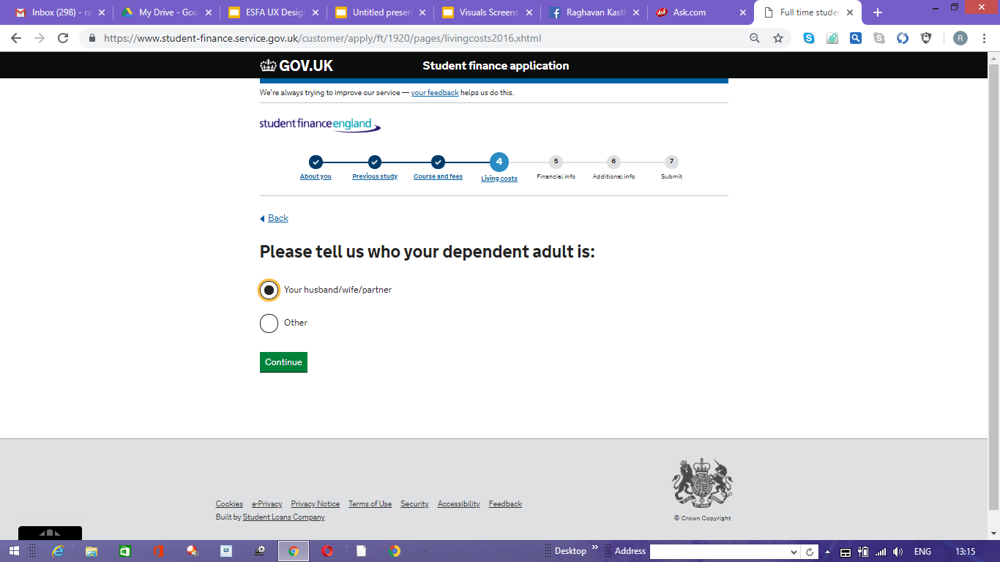 Inbox (298) - ra
My Drive - Goo
ESFA UX Design
Untitled presen
Visuals Screens
Raghavan Kasth
Ask.com
Full time studen
https://www.student-finance.service.gov.uk/customer/apply/ft/1920/pages/livingcosts2016.xhtml
R
GOV.UK
Student finance application
We're always trying to improve our service — your feedback helps us do this.
student finance england
4 5 6 7
About you Previous study Course and fees Living costs Financial info Additional info Submit
Back
Please tell us who your dependent adult is:
Your husband/wife/partner
Other
Continue
Cookies e-Privacy Privacy Notice Terms of Use Security Accessibility Feedback
Built by Student Loans Company
© Crown Copyright
Desktop » Address ENG 13:15